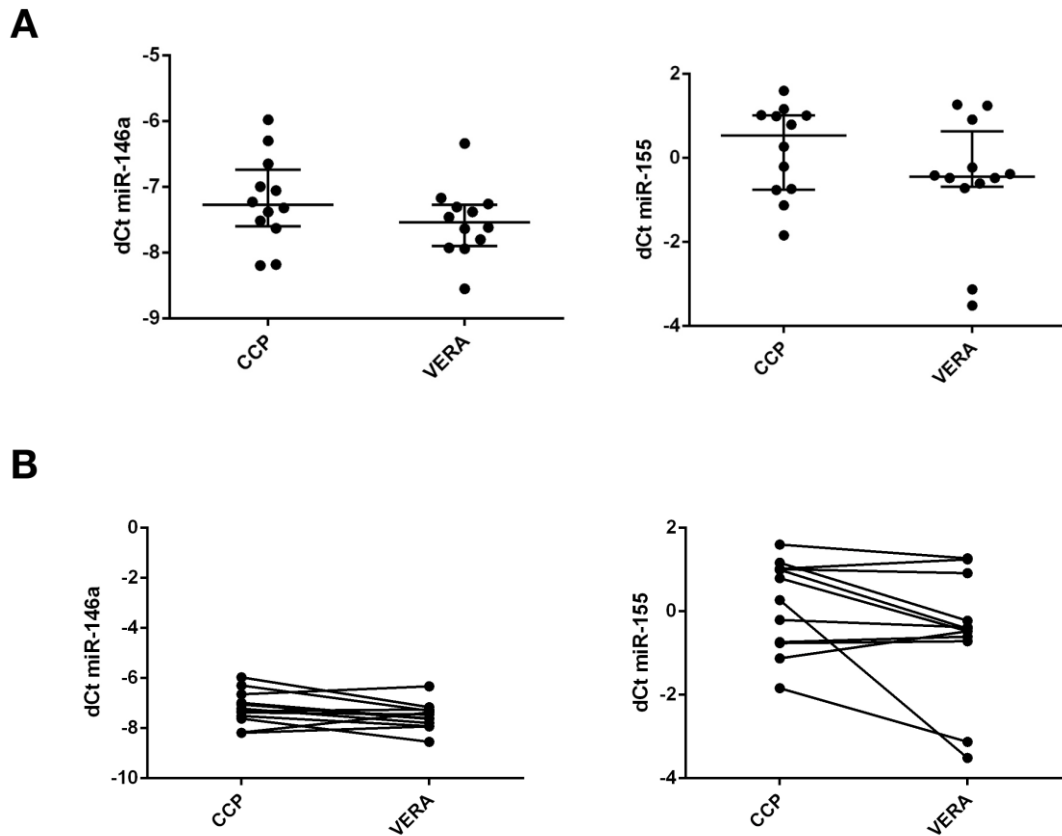 A
dCt miR-146a
-5
-6
-7
-8
-9
CCP
VERA
dCt miR-155
2
0
-2
-4
CCP
VERA
B
dCt miR-146a
0
-2
-4
-6
-8
-10
CCP
VERA
dCt miR-155
2
0
-2
-4
CCP
VERA